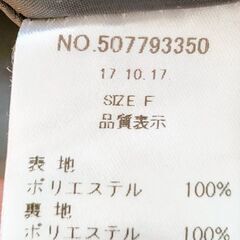 NO.507793350
17.10.17.
SIZE F
品質表示
表地
ポリエステル 100%
裏地
ポリエステル 100%